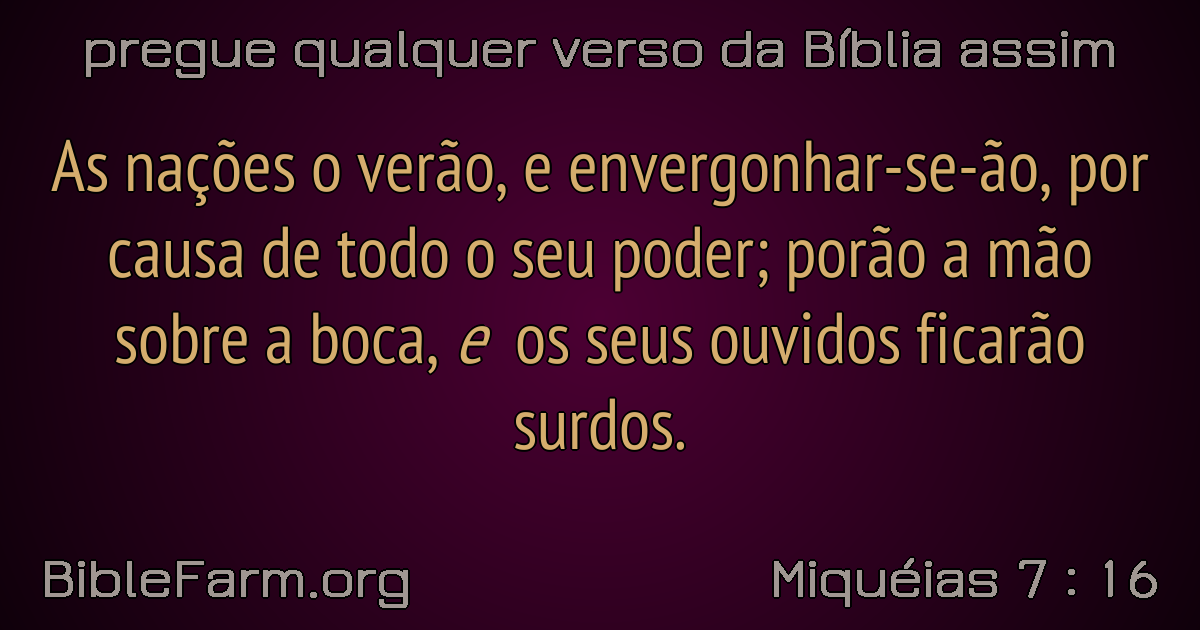 pregue qualquer verso da Bíblia assim
As nações o verão, e envergonhar-se-ão, por
causa de todo o seu poder; porão a mão
sobre a boca, e os seus ouvidos ficarão
surdos.
BibleFarm.org
Miquéias 7 : 16